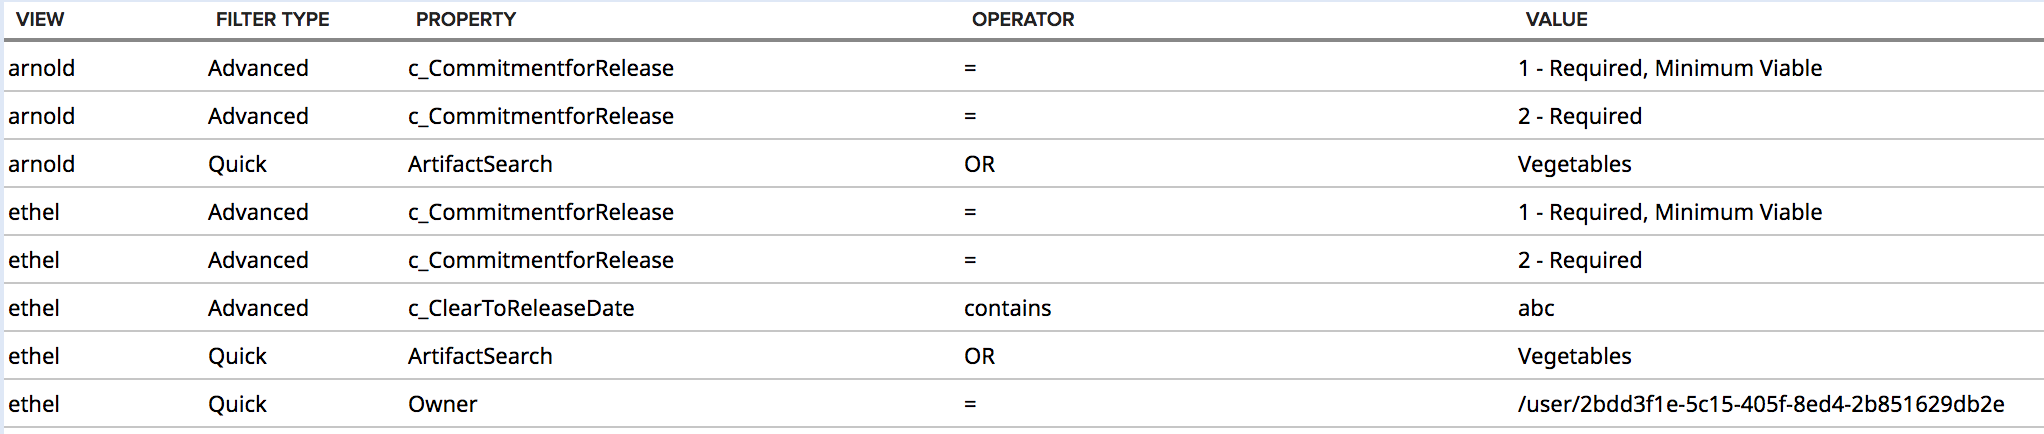 VIEW FILTER TYPE PROPERTY OPERATOR VALUE
arnold Advanced c_CommitmentforRelease = 1 - Required, Minimum Viable
arnold Advanced c_CommitmentforRelease = 2 - Required
arnold Quick ArtifactSearch OR Vegetables
ethel Advanced c_CommitmentforRelease = 1 - Required, Minimum Viable
ethel Advanced c_CommitmentforRelease = 2 - Required
ethel Advanced c_ClearToReleaseDate contains abc
ethel Quick ArtifactSearch OR Vegetables
ethel Quick Owner = /user/2bdd3f1e-5c15-405f-8ed4-2b851629db2e